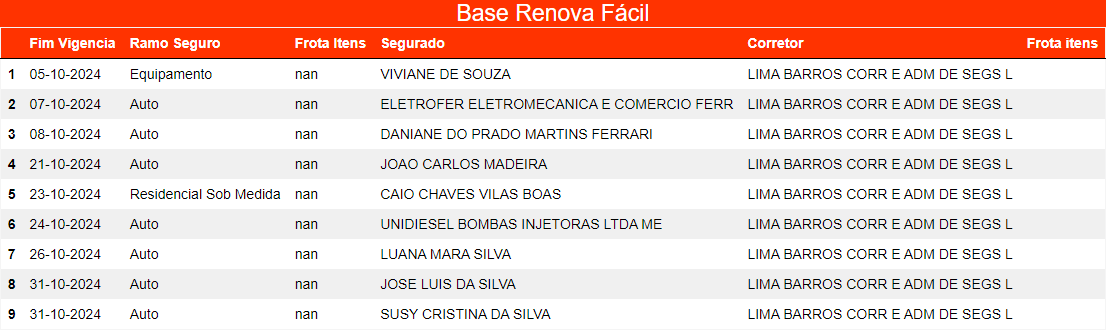 Base Renova Fácil
Fim Vigencia Ramo Seguro Frota Itens Segurado Corretor Frota itens
1 05-10-2024 Equipamento nan VIVIANE DE SOUZA LIMA BARROS CORR E ADM DE SEGS L
2 07-10-2024 Auto nan ELETROFER ELETROMECANICA E COMERCIO FERR LIMA BARROS CORR E ADM DE SEGS L
3 08-10-2024 Auto nan DANIANE DO PRADO MARTINS FERRARI LIMA BARROS CORR E ADM DE SEGS L
4 21-10-2024 Auto nan JOAO CARLOS MADEIRA LIMA BARROS CORR E ADM DE SEGS L
5 23-10-2024 Residencial Sob Medida nan CAIO CHAVES VILAS BOAS LIMA BARROS CORR E ADM DE SEGS L
6 24-10-2024 Auto nan UNIDIESEL BOMBAS INJETORAS LTDA ME LIMA BARROS CORR E ADM DE SEGS L
7 26-10-2024 Auto nan LUANA MARA SILVA LIMA BARROS CORR E ADM DE SEGS L
8 31-10-2024 Auto nan JOSE LUIS DA SILVA LIMA BARROS CORR E ADM DE SEGS L
9 31-10-2024 Auto nan SUSY CRISTINA DA SILVA LIMA BARROS CORR E ADM DE SEGS L